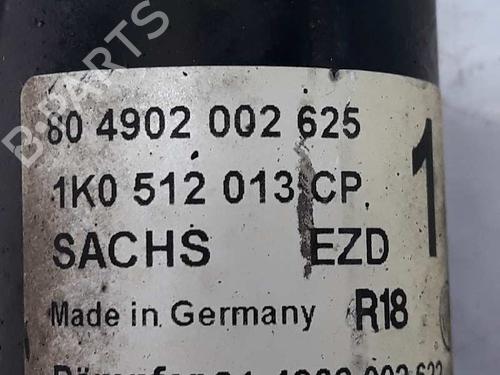 B-PARTS
80 4902 002 625
1K0 512 013 CP
1
SACHS EZD
Made in Germany R18